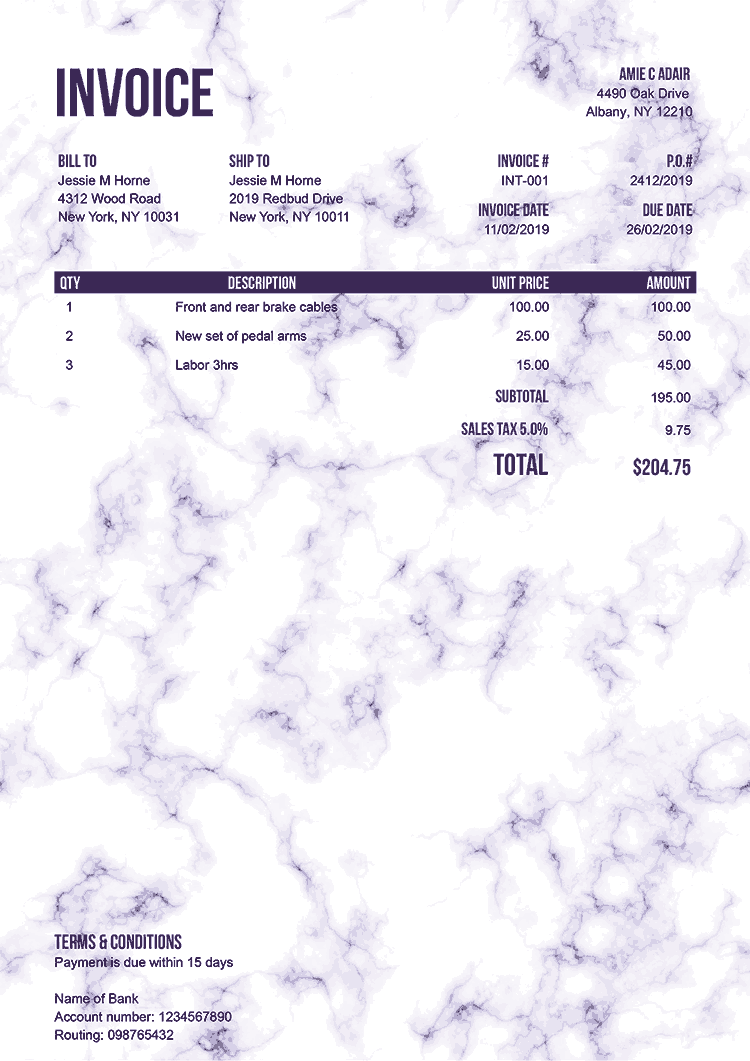 INVOICE
AMIE C ADAIR
4490 Oak Drive
Albany, NY 12210
BILL TO
Jessie M Horne
4312 Wood Road
New York, NY 10031
SHIP TO
Jessie M Horne
2019 Redbud Drive
New York, NY 10011
INVOICE # P.O.#
INT-001 2412/2019
INVOICE DATE DUE DATE
11/02/2019 26/02/2019
QTY DESCRIPTION UNIT PRICE AMOUNT
1 Front and rear brake cables 100.00 100.00
2 New set of pedal arms 25.00 50.00
3 Labor 3hrs 15.00 45.00
SUBTOTAL 195.00
SALES TAX 5.0% 9.75
TOTAL $204.75
TERMS & CONDITIONS
Payment is due within 15 days
Name of Bank
Account number: 1234567890
Routing: 098765432